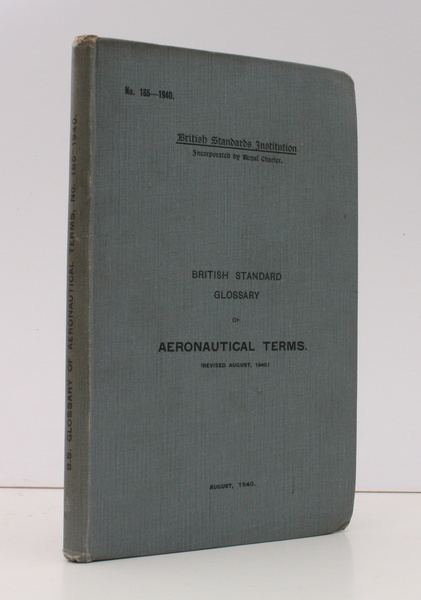 No. 185—1940.
British Standards Institution
Incorporated by Royal Charter.
BRITISH STANDARD
GLOSSARY
OF
AERONAUTICAL TERMS.
(REVISED AUGUST, 1940.)
AUGUST, 1940.
B.S. GLOSSARY OF AERONAUTICAL TERMS, No. 185-1940.